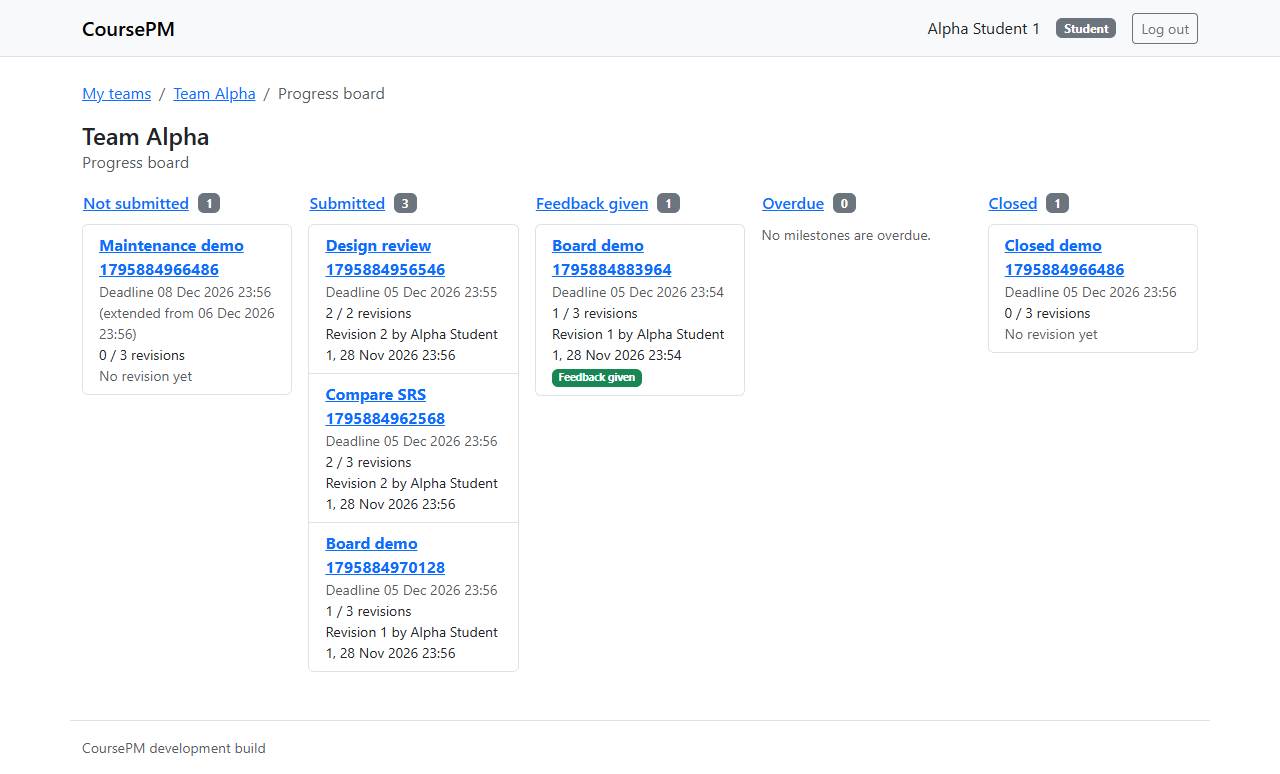 CoursePM
Alpha Student 1 Student Log out
My teams / Team Alpha / Progress board
Team Alpha
Progress board
Not submitted 1
Maintenance demo
1795884966486
Deadline 08 Dec 2026 23:56
(extended from 06 Dec 2026
23:56)
0 / 3 revisions
No revision yet
Submitted 3
Design review
1795884956546
Deadline 05 Dec 2026 23:55
2 / 2 revisions
Revision 2 by Alpha Student
1, 28 Nov 2026 23:56
Compare SRS
1795884962568
Deadline 05 Dec 2026 23:56
2 / 3 revisions
Revision 2 by Alpha Student
1, 28 Nov 2026 23:56
Board demo
1795884970128
Deadline 05 Dec 2026 23:56
1 / 3 revisions
Revision 1 by Alpha Student
1, 28 Nov 2026 23:56
Feedback given 1
Board demo
1795884883964
Deadline 05 Dec 2026 23:54
1 / 3 revisions
Revision 1 by Alpha Student
1, 28 Nov 2026 23:54
Feedback given
Overdue 0
No milestones are overdue.
Closed 1
Closed demo
1795884966486
Deadline 05 Dec 2026 23:56
0 / 3 revisions
No revision yet
CoursePM development build